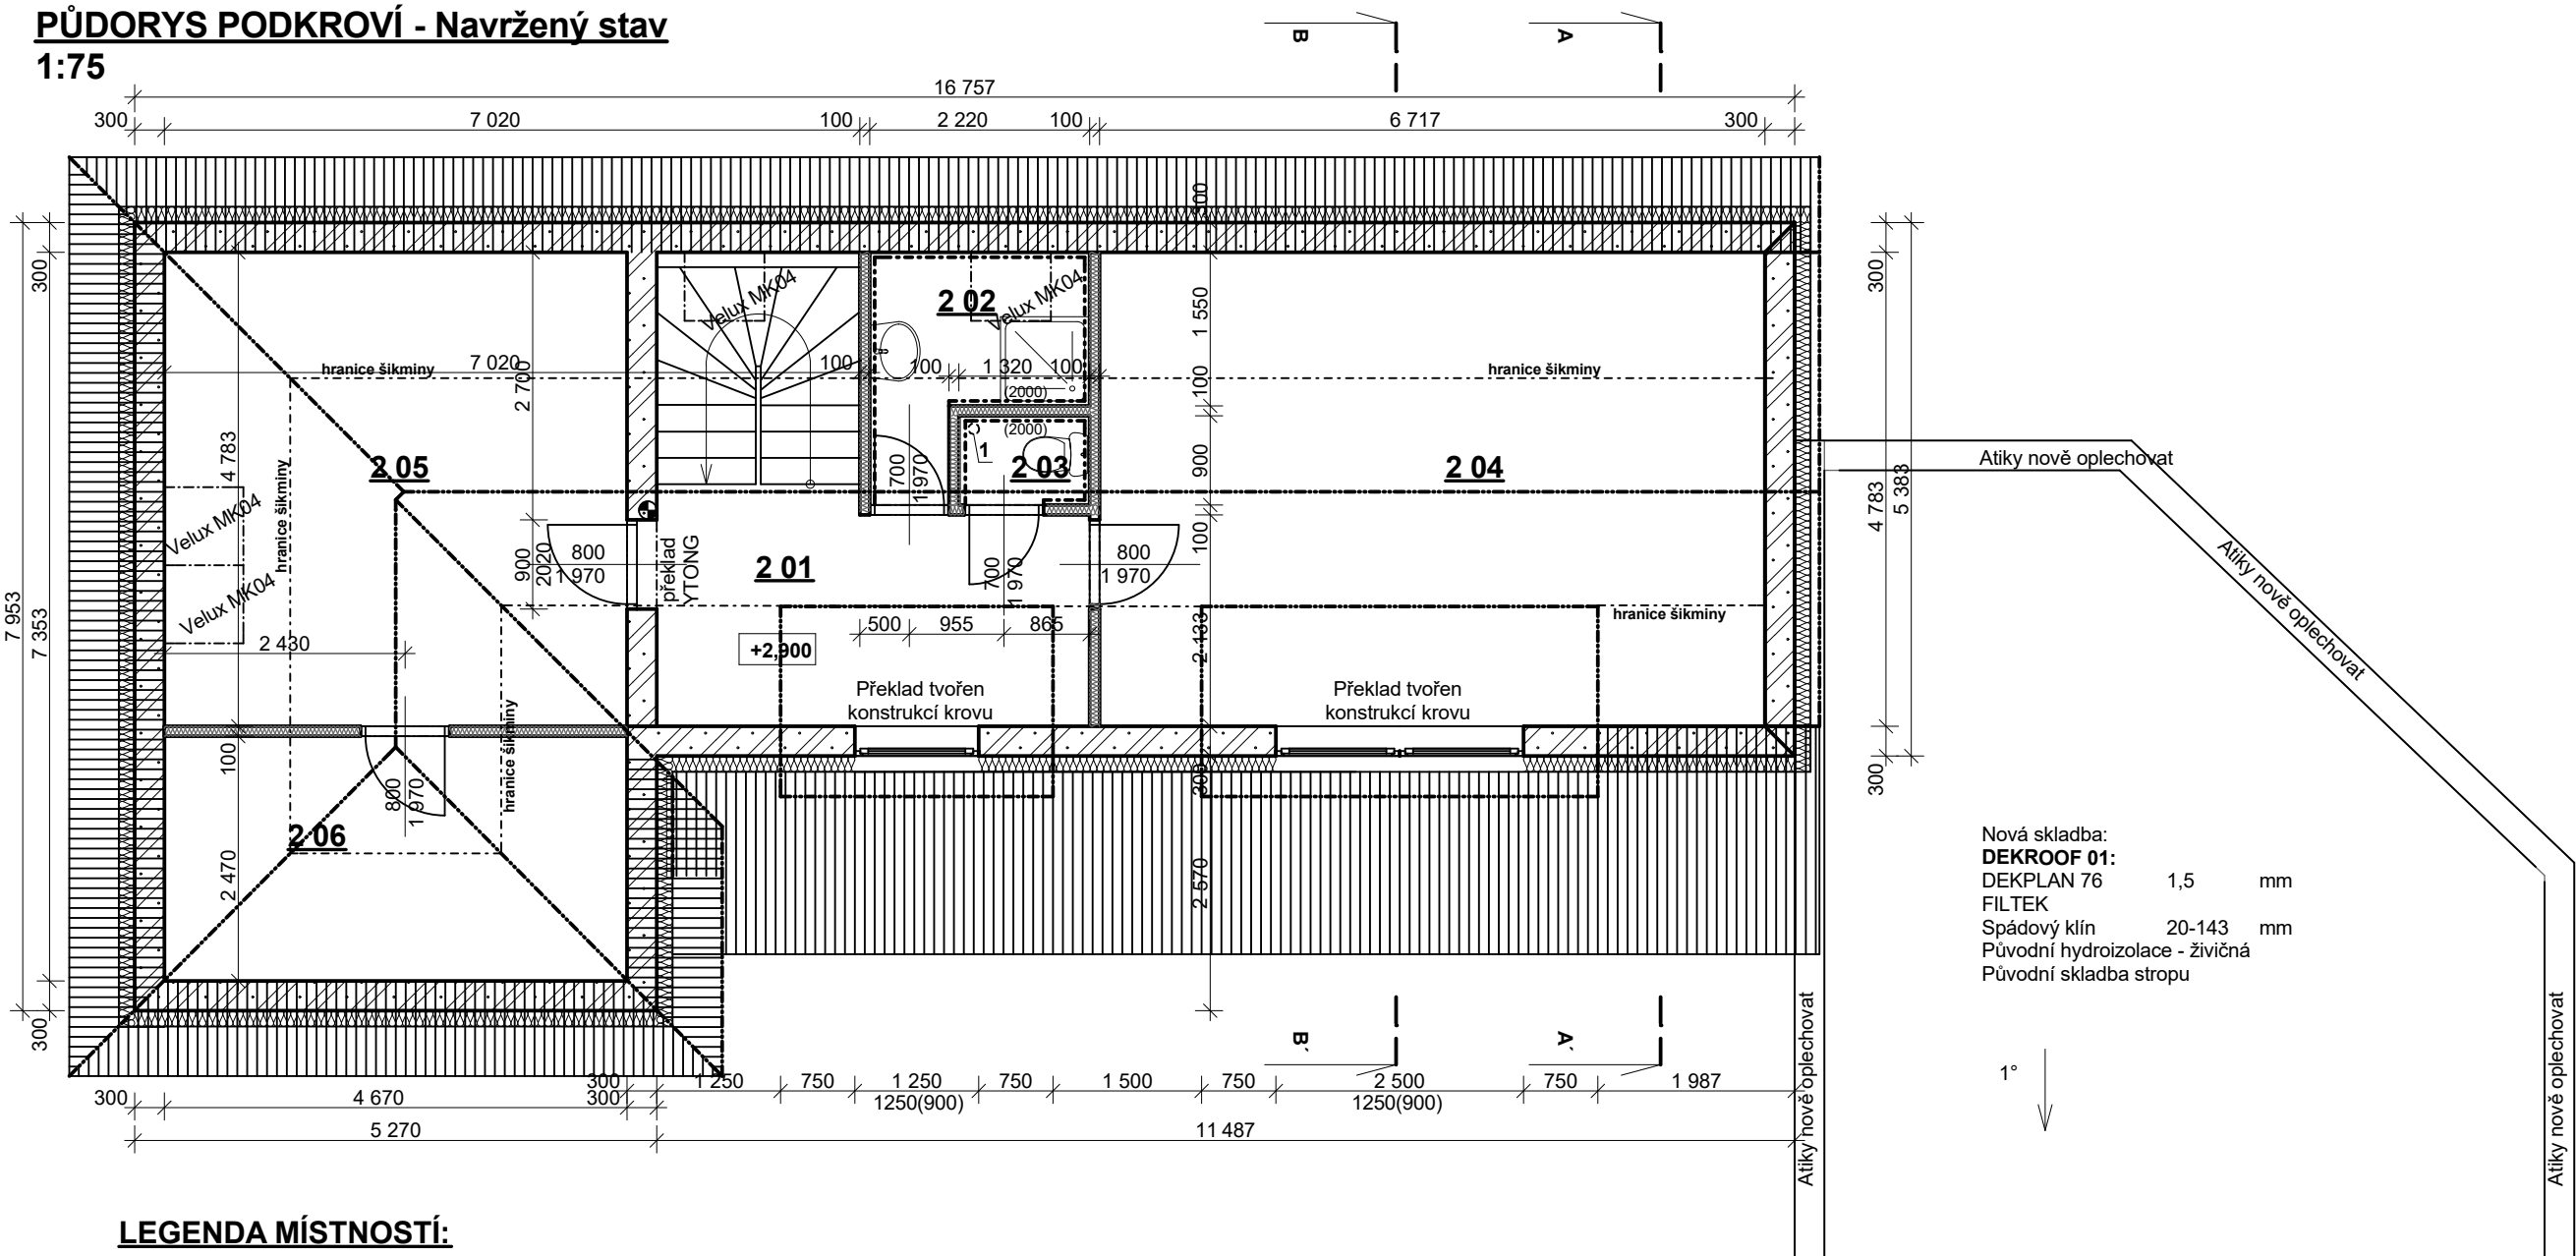 PŮDORYS PODKROVÍ - Navržený stav
1:75
B
A
16 757
300
7 020
100
2 220
100
6 717
300
300
300
Velux MK04
2 02
Velux MK04
1 550
300
7 020
hranice šikminy
100
100
1 320
100
hranice šikminy
2 700
(2000)
100
(2000)
4 783
2 05
1
2 03
2 04
Atiky nově oplechovat
700
1 970
900
4 783
5 383
Velux MK04
hranice šikminy
překlad
YTONG
800
1 970
900
2020
2 01
700
1 970
800
1 970
100
Atiky nově oplechovat
7 953
7 353
Velux MK04
2 430
500
955
865
2 133
hranice šikminy
+2,900
Překlad tvořen
konstrukcí krovu
Překlad tvořen
konstrukcí krovu
hranice šikminy
100
800
1 970
300
300
2 06
2 470
2 570
Nová skladba:
DEKROOF 01:
DEKPLAN 76 1,5 mm
FILTEK
Spádový klín 20-143 mm
Původní hydroizolace - živičná
Původní skladba stropu
300
B´
A´
Atiky nově oplechovat
Atiky nově oplechovat
1°
300
1 250
750
1 250
750
1 500
750
2 500
750
1 987
1250(900)
1250(900)
300
4 670
300
5 270
11 487
LEGENDA MÍSTNOSTÍ: